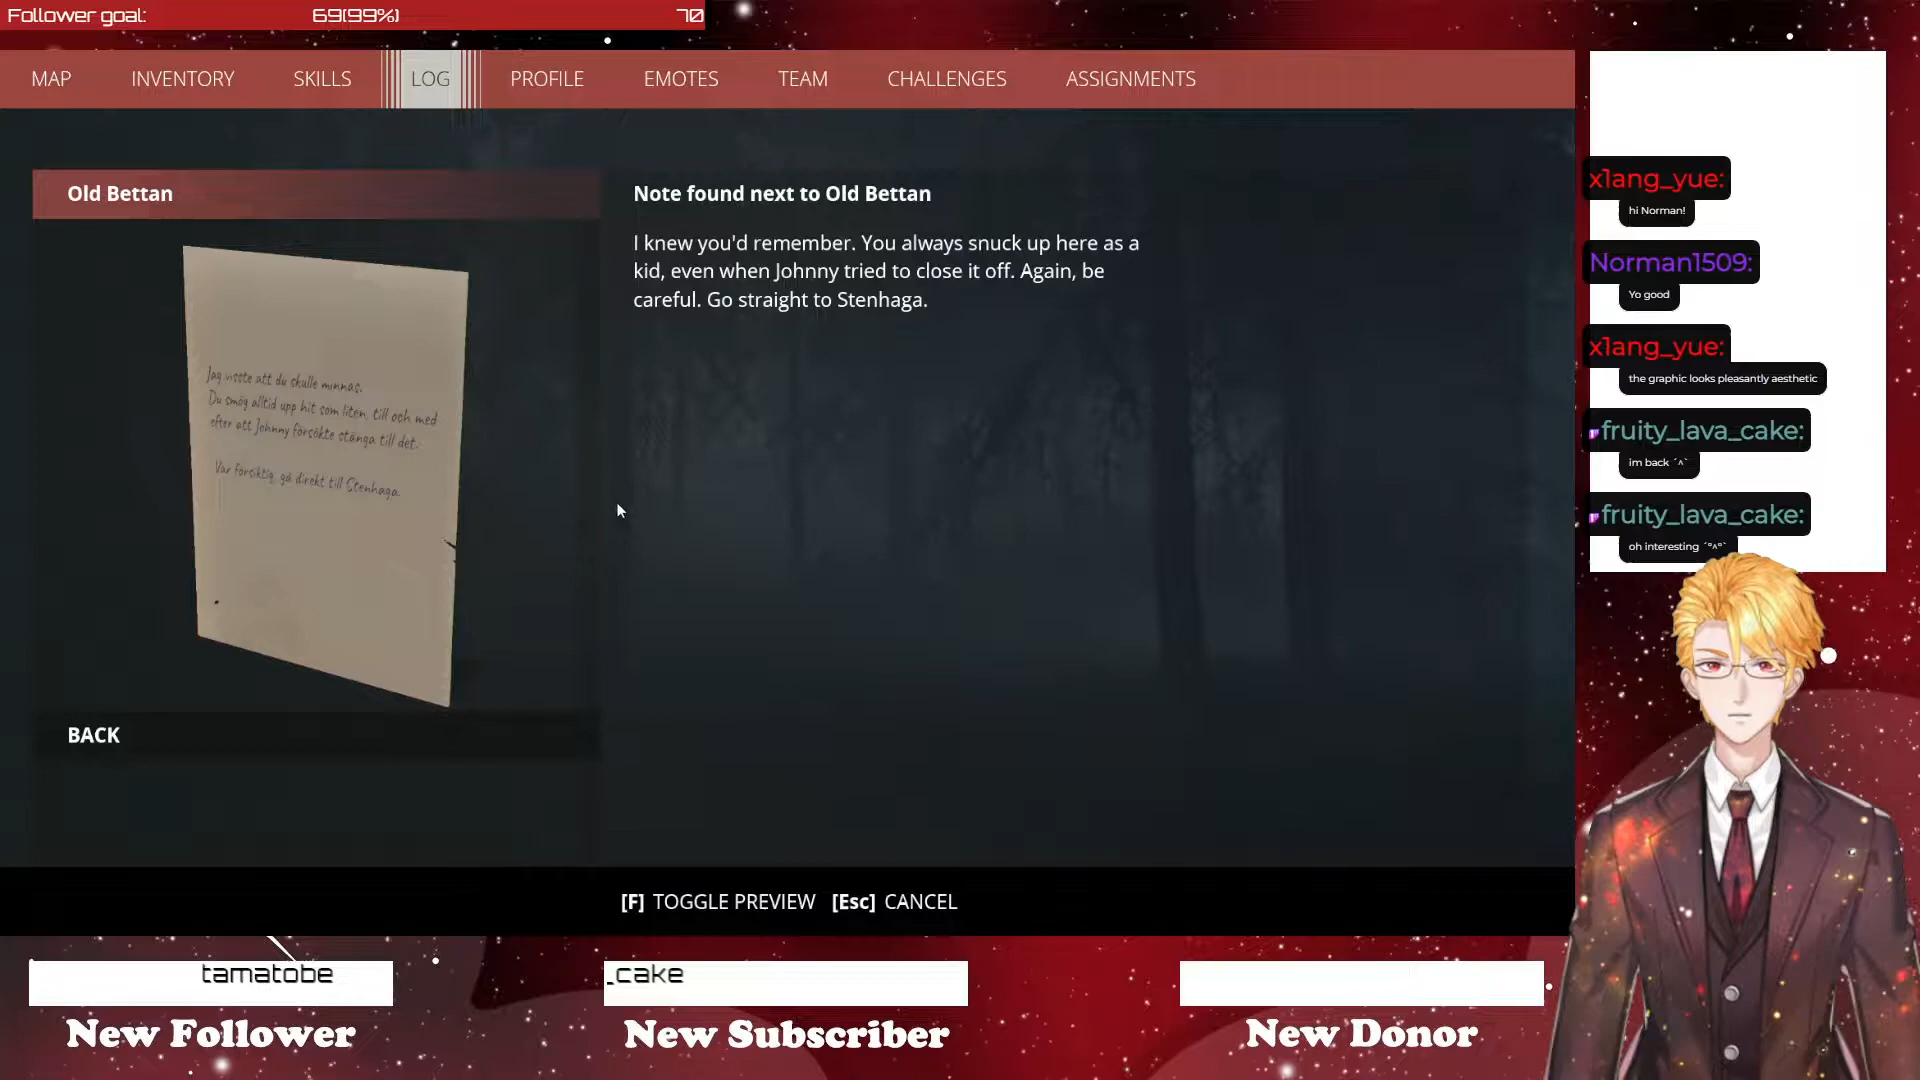 Follower goal: 69(99%) 70
MAP INVENTORY SKILLS LOG PROFILE EMOTES TEAM CHALLENGES ASSIGNMENTS
Old Bettan
Jag visste att du skulle minnas.
Du smög alltid upp hit som liten, till och med
efter att Johnny försökte stänga till det.
Var försiktig, gå direkt till Stenhaga.
BACK
Note found next to Old Bettan
I knew you'd remember. You always snuck up here as a
kid, even when Johnny tried to close it off. Again, be
careful. Go straight to Stenhaga.
[F] TOGGLE PREVIEW [Esc] CANCEL
x1ang_yue:
hi Norman!
Norman1509:
Yo good
x1ang_yue:
the graphic looks pleasantly aesthetic
fruity_lava_cake:
im back ´^`
fruity_lava_cake:
oh interesting ´°^°`
tamatobe
New Follower
_cake
New Subscriber
New Donor